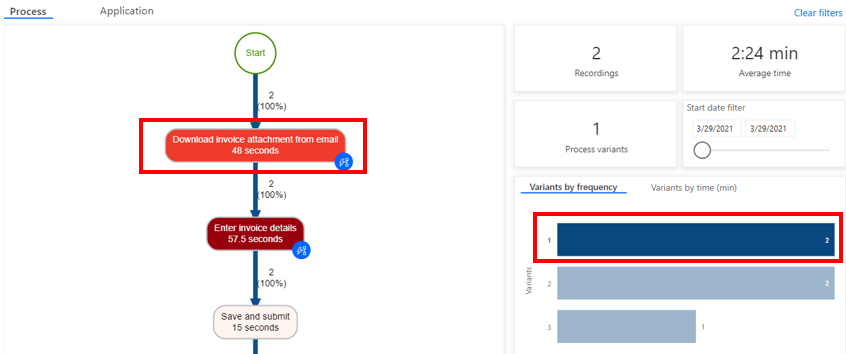 Process
Application
Clear filters
Start
2
(100%)
Download invoice attachment from email
48 seconds
2
(100%)
Enter invoice details
57.5 seconds
2
(100%)
Save and submit
15 seconds
2
Recordings
2:24 min
Average time
1
Process variants
Start date filter
3/29/2021
3/29/2021
Variants by frequency
Variants by time (min)
Variants
1
2
2
2
3
1